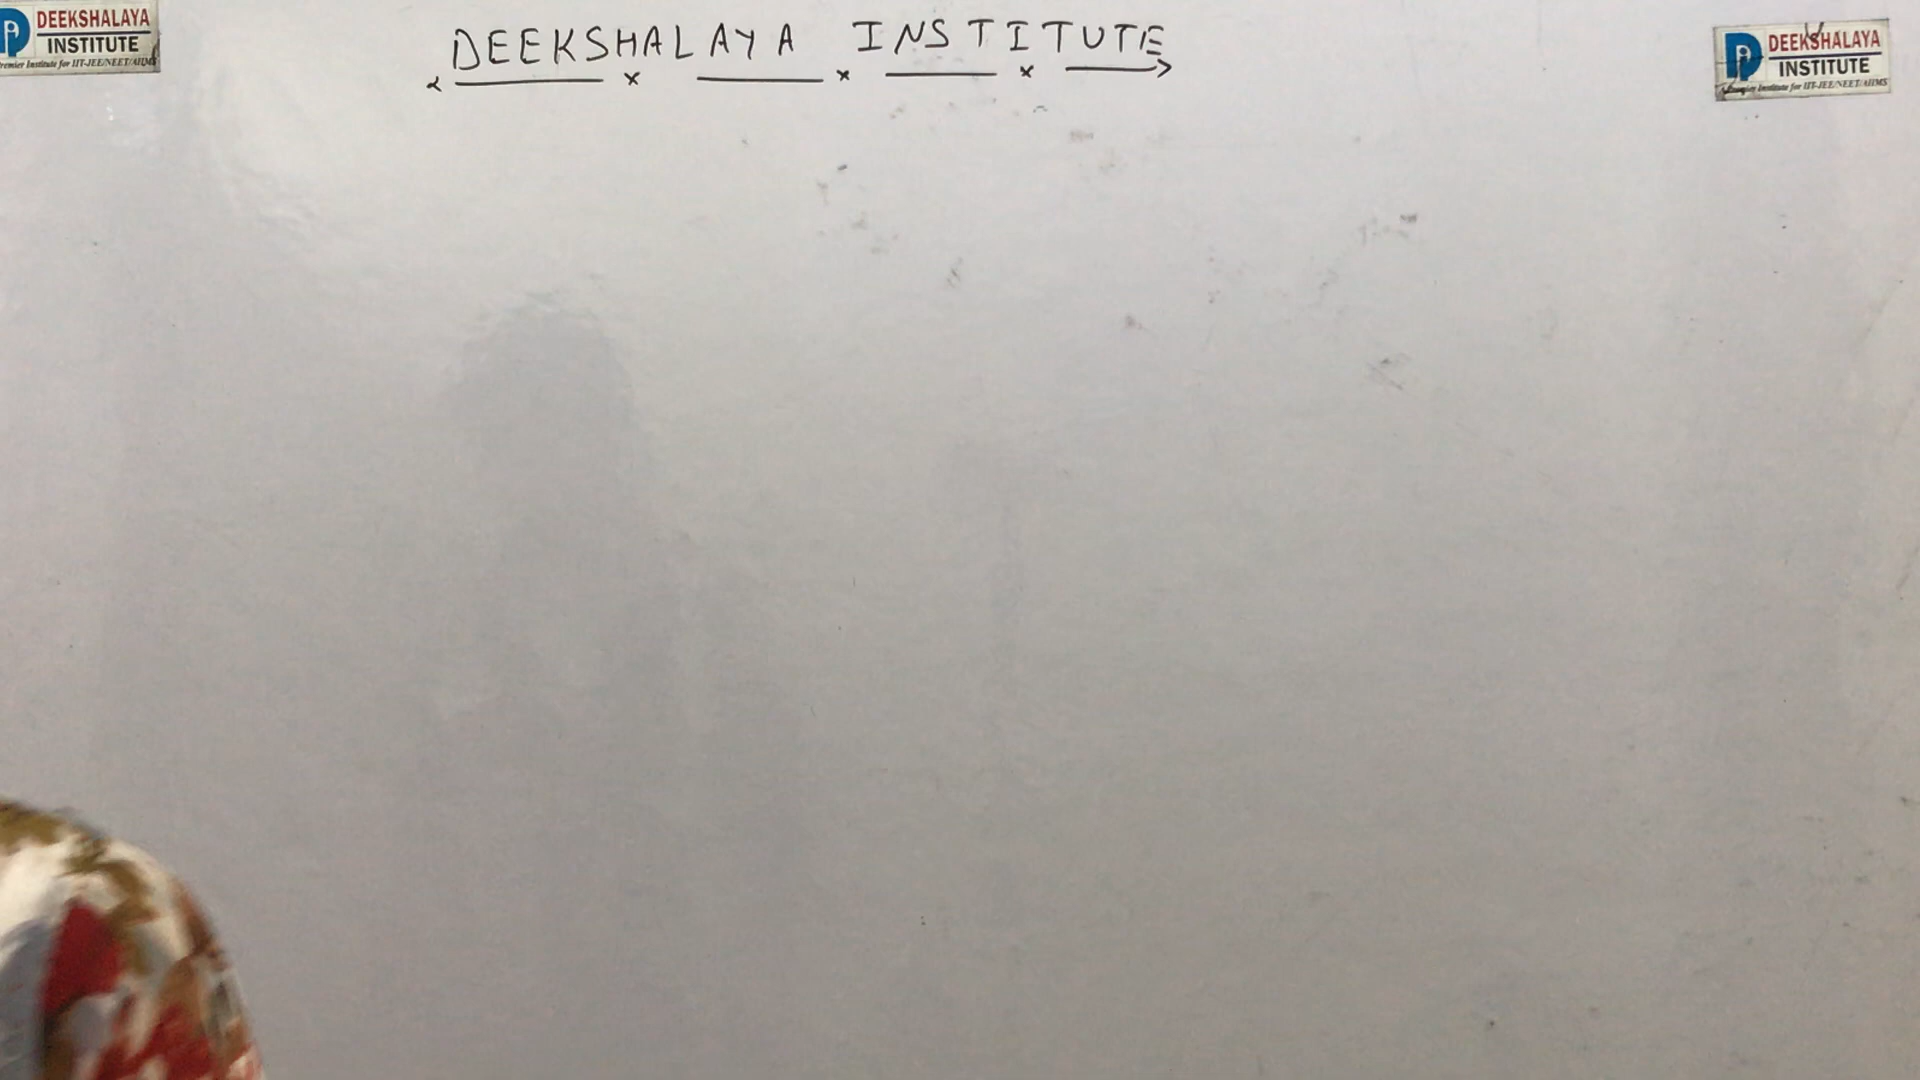 DEEKSHALAYA
INSTITUTE
Premier Institute for IIT-JEE/NEET/AIIMS
DEEKSHALAYA INSTITUTE
DEEKSHALAYA
INSTITUTE
Premier Institute for IIT-JEE/NEET/AIIMS